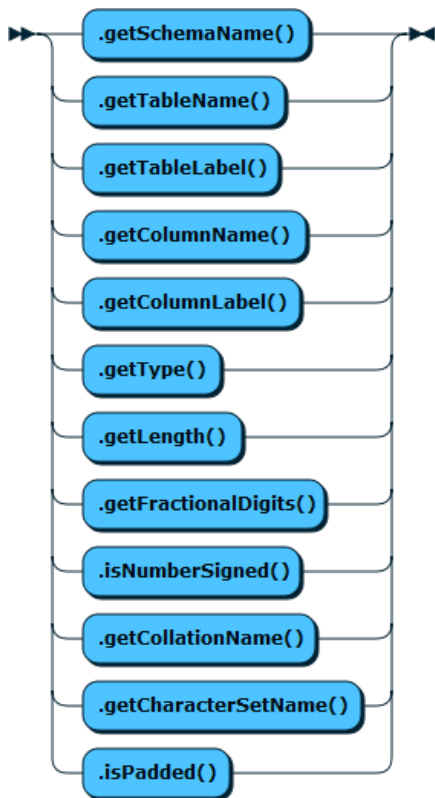 .getSchemaName()
.getTableName()
.getTableLabel()
.getColumnName()
.getColumnLabel()
.getType()
.getLength()
.getFractionalDigits()
.isNumberSigned()
.getCollationName()
.getCharacterSetName()
.isPadded()